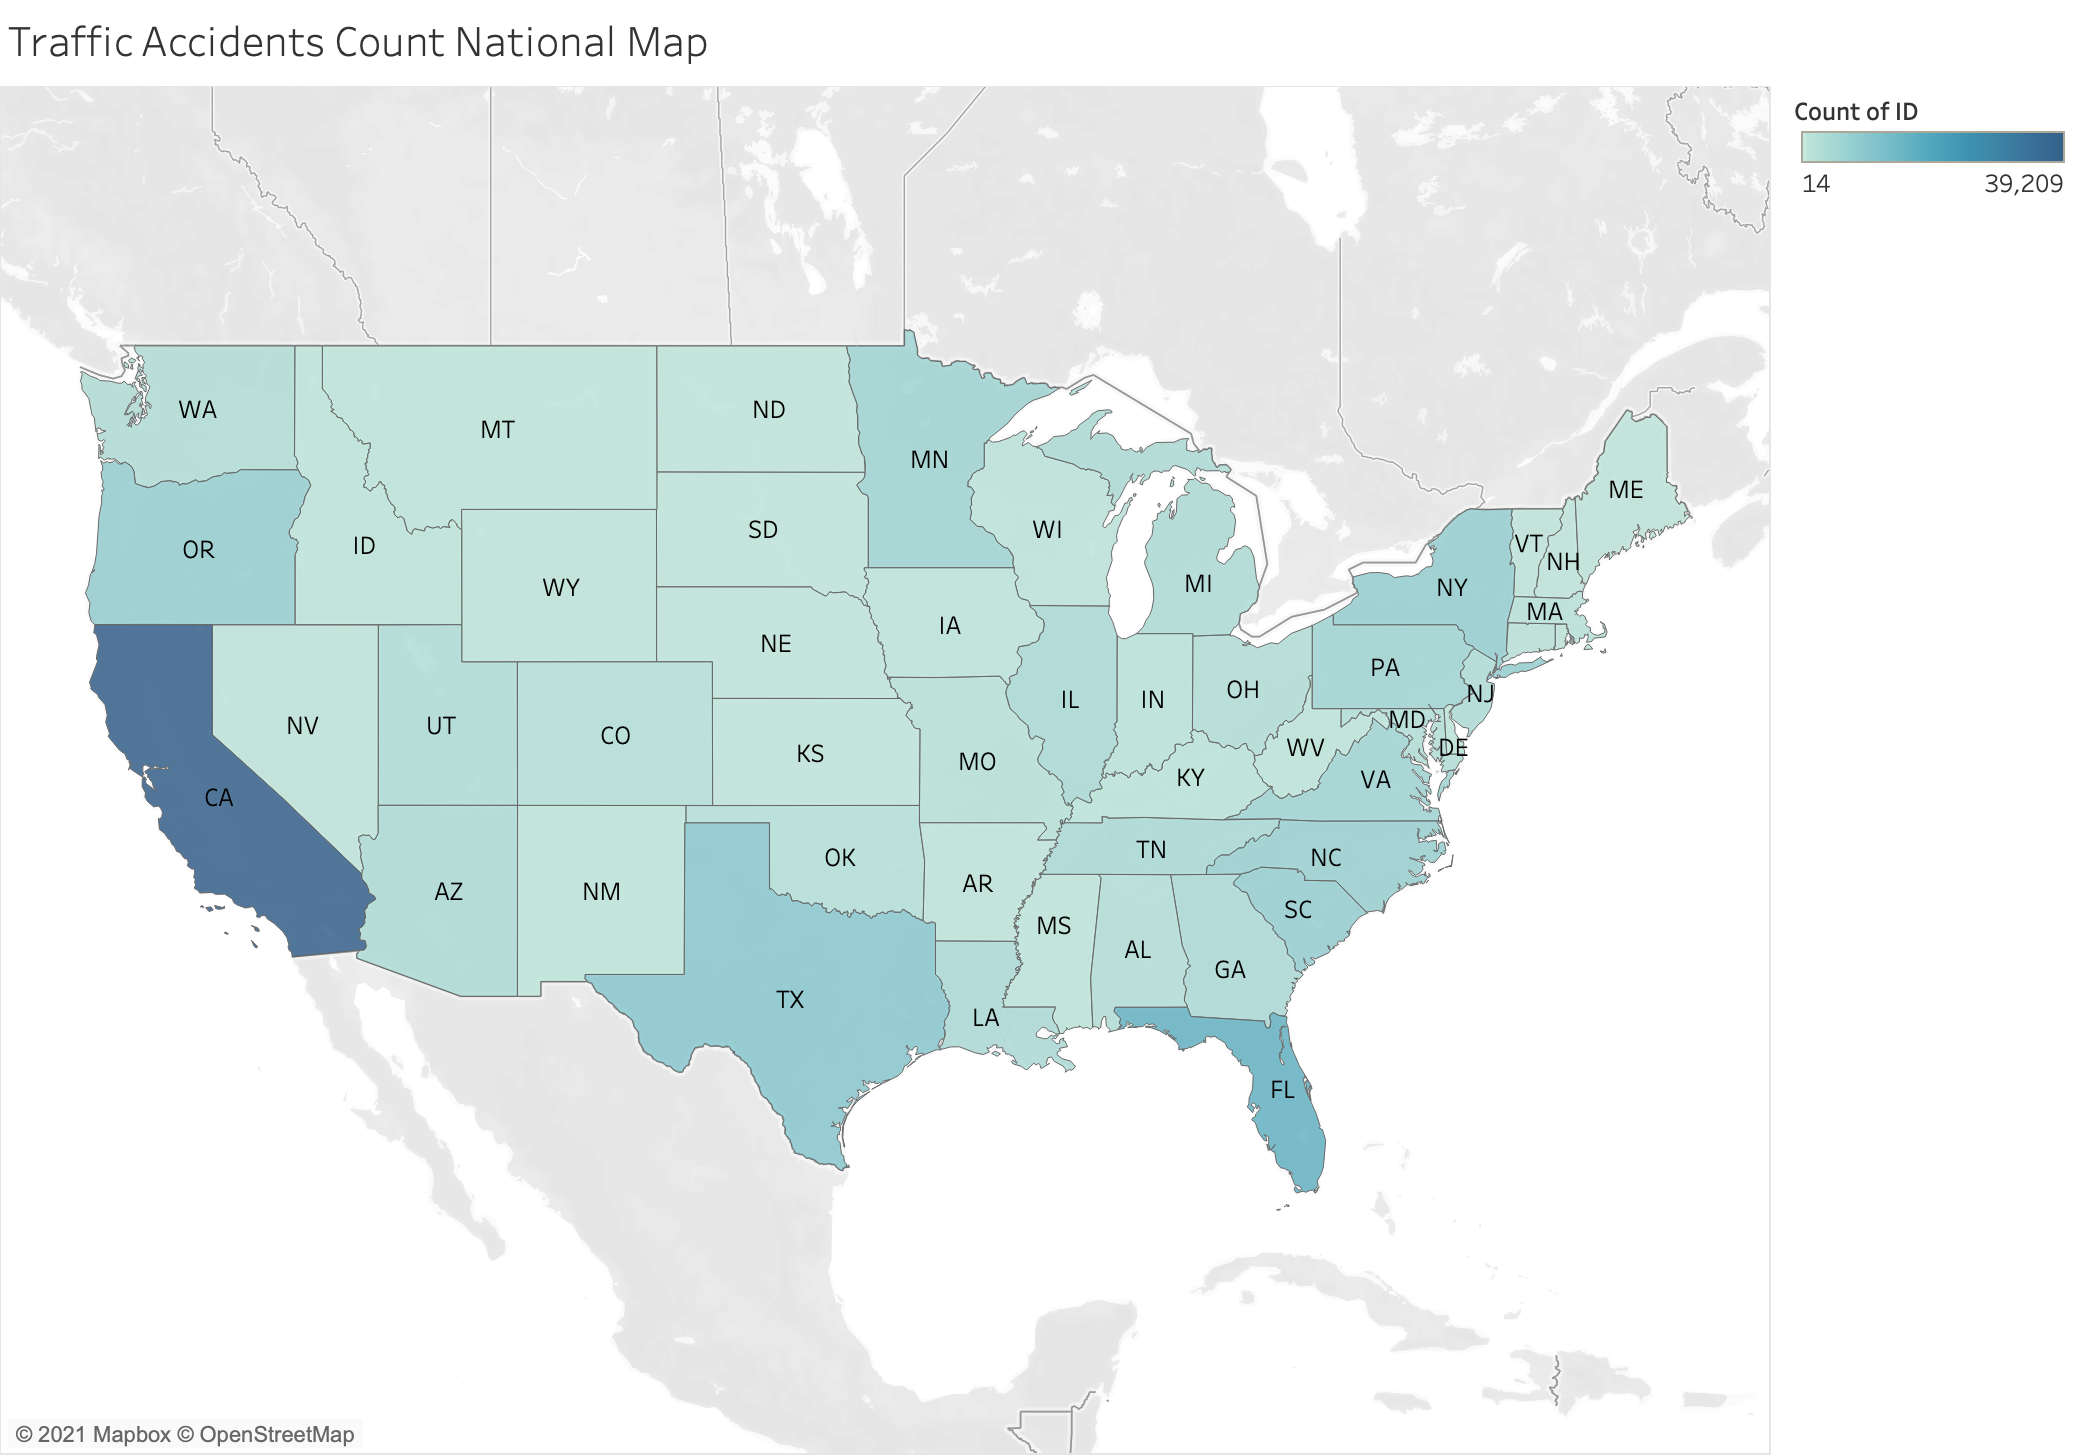 Traffic Accidents Count National Map
Count of ID
14 39,209
WA
MT
ND
MN
OR
ID
WY
SD
WI
MI
NY
VT
NH
ME
MA
NE
IA
PA
NJ
NV
UT
CO
KS
MO
IL
IN
OH
MD
DE
WV
VA
KY
CA
AZ
NM
OK
AR
TN
NC
SC
MS
AL
GA
LA
TX
FL
© 2021 Mapbox © OpenStreetMap